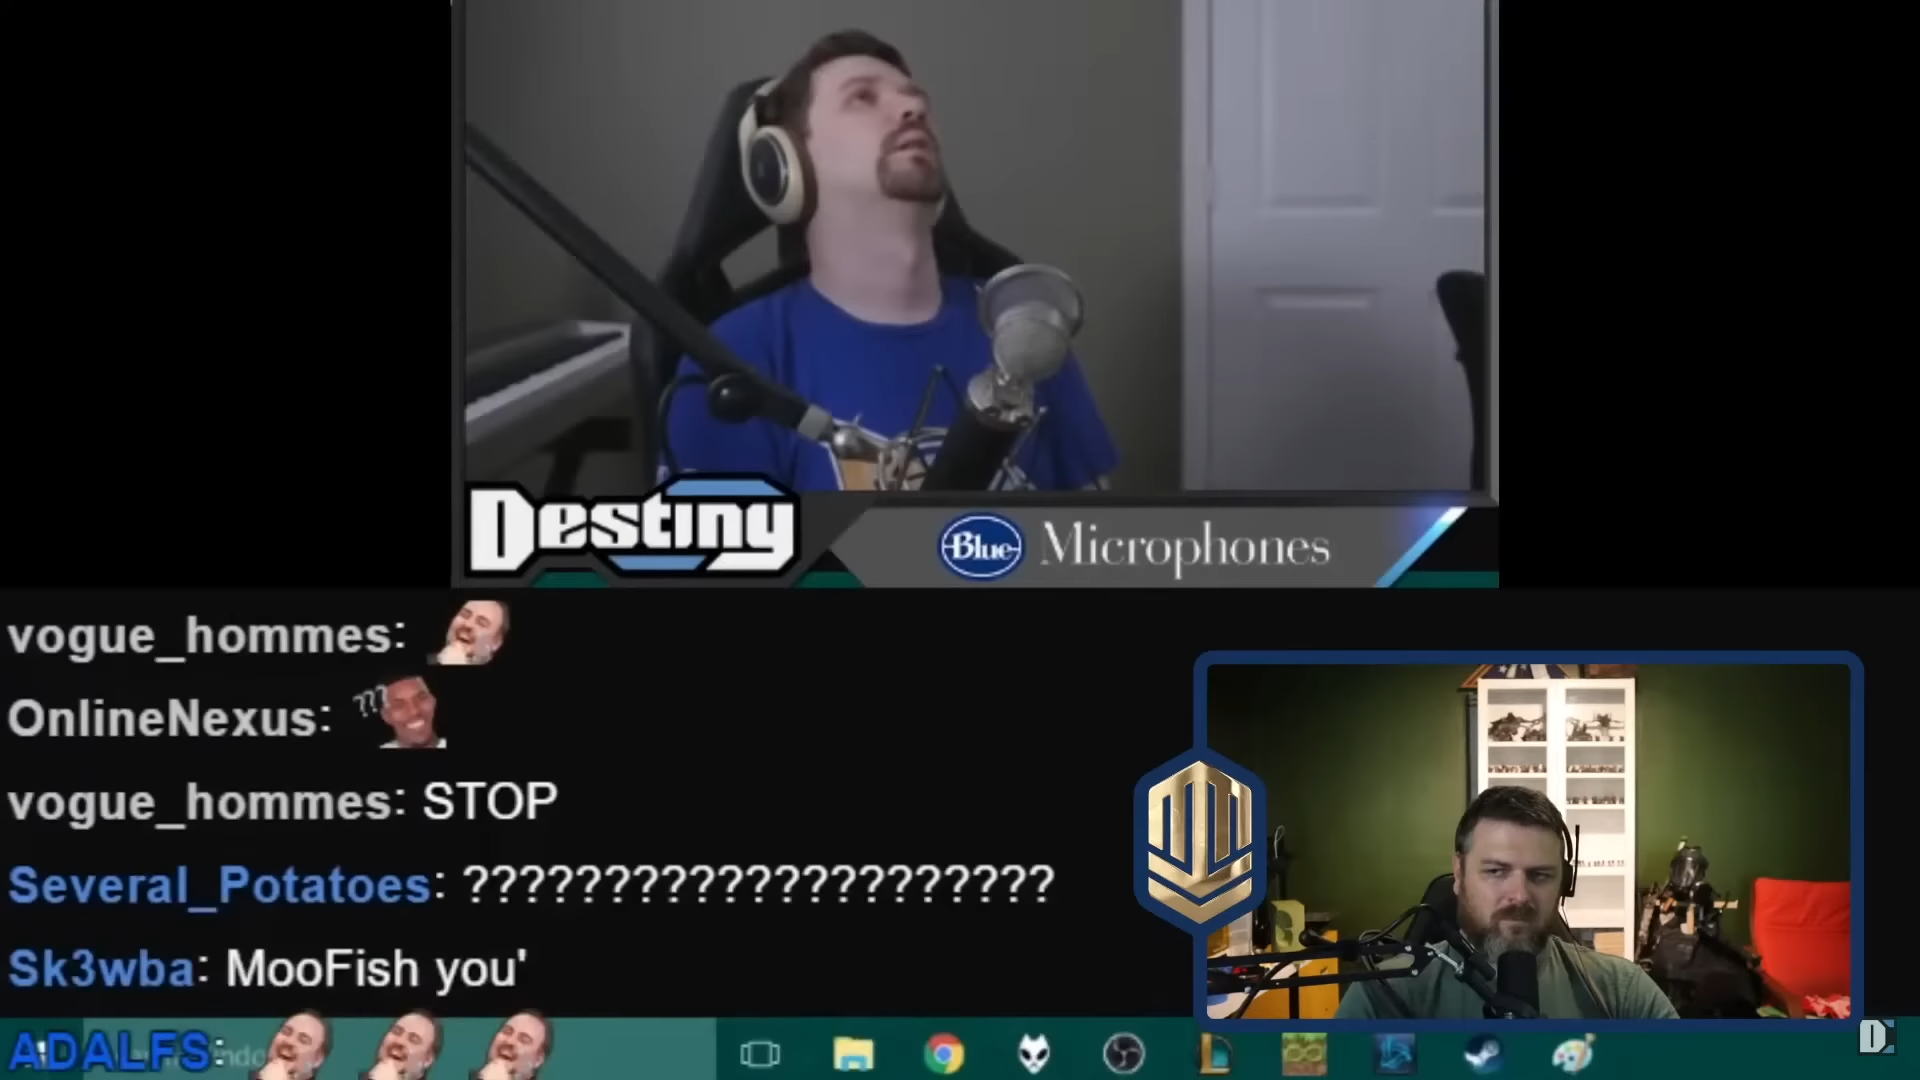 Destiny
Blue Microphones
vogue_hommes:
OnlineNexus: ???
vogue_hommes: STOP
Several_Potatoes: ?????????????????????
Sk3wba: MooFish you'
ADALFS:
D